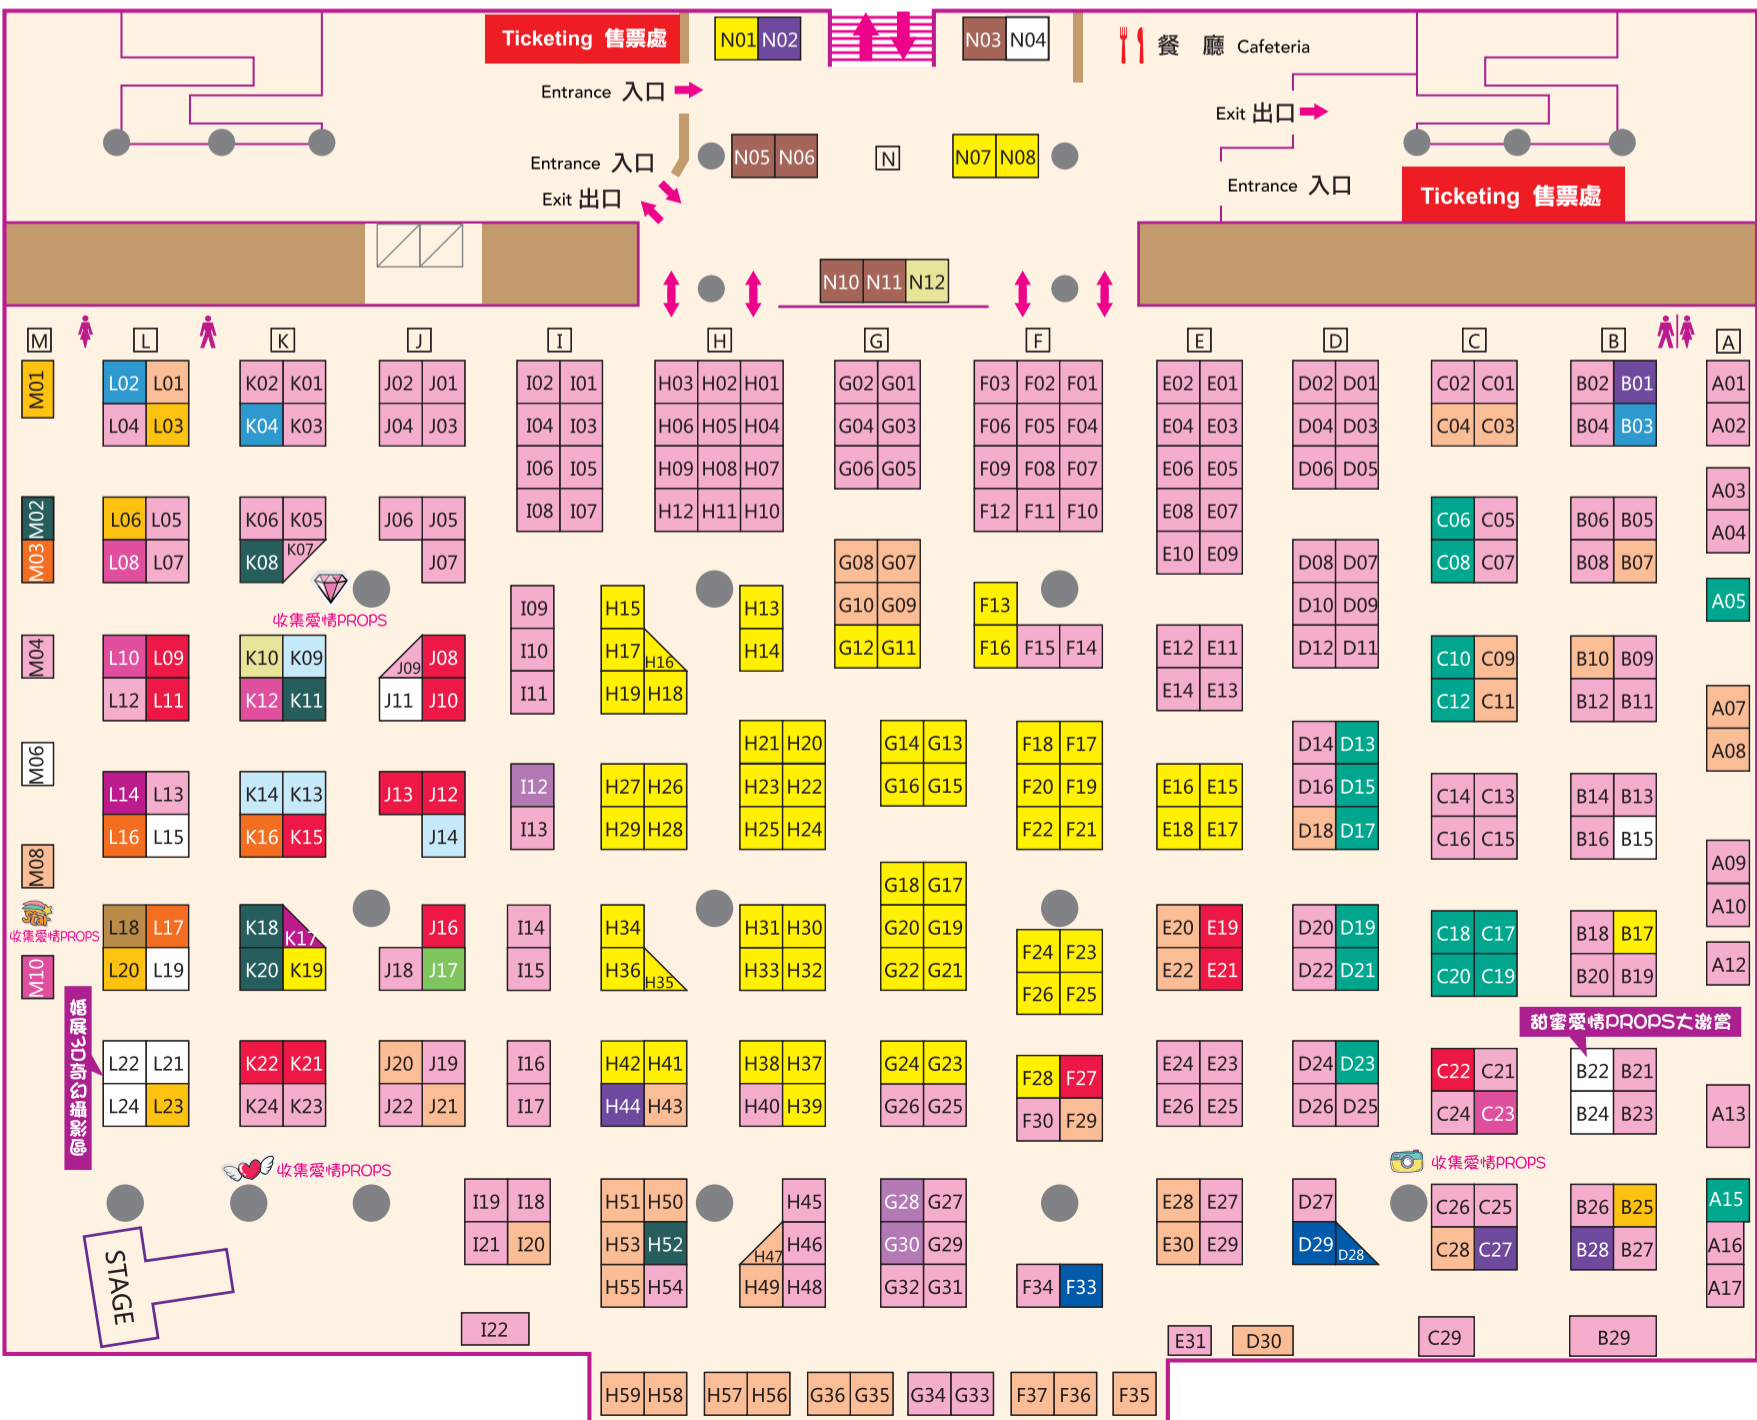 Ticketing 售票處
N01 N02
N03 N04
餐 廳 Cafeteria
Entrance 入口
Exit 出口
N05 N06
N
N07 N08
Entrance 入口
Exit 出口
Entrance 入口
Ticketing 售票處
N10 N11 N12
M L K J I H G F E D C B A
M01 L02 L01 K02 K01 J02 J01 I02 I01 H03 H02 H01 G02 G01 F03 F02 F01 E02 E01 D02 D01 C02 C01 B02 B01 A01
L04 L03 K04 K03 J04 J03 I04 I03 H06 H05 H04 G04 G03 F06 F05 F04 E04 E03 D04 D03 C04 C03 B04 B03 A02
I06 I05 H09 H08 H07 G06 G05 F09 F08 F07 E06 E05 D06 D05 A03
M02 L06 L05 K06 K05 J06 J05 I08 I07 H12 H11 H10 F12 F11 F10 E08 E07 C06 C05 B06 B05 A04
M03 L08 L07 K08 K07 J07 G08 G07 E10 E09 D08 D07 C08 C07 B08 B07
收集愛情PROPS
I09 H15 H13 G10 G09 F13 D10 D09 A05
M04 L10 L09 K10 K09 J09 J08 I10 H17 H16 H14 G12 G11 F16 F15 F14 E12 E11 D12 D11 C10 C09 B10 B09
L12 L11 K12 K11 J11 J10 I11 H19 H18 E14 E13 C12 C11 B12 B11 A07
M06 H21 H20 G14 G13 F18 F17 D14 D13 A08
L14 L13 K14 K13 J13 J12 I12 H27 H26 H23 H22 G16 G15 F20 F19 E16 E15 D16 D15 C14 C13 B14 B13
L16 L15 K16 K15 J14 I13 H29 H28 H25 H24 F22 F21 E18 E17 D18 D17 C16 C15 B16 B15
M08 G18 G17 A09
Star
收集愛情PROPS
L18 L17 K18 K17 J16 I14 H34 H31 H30 G20 G19 F24 F23 E20 E19 D20 D19 C18 C17 B18 B17 A10
M10 L20 L19 K20 K19 J18 J17 I15 H36 H35 H33 H32 G22 G21 F26 F25 E22 E21 D22 D21 C20 C19 B20 B19 A12
甜蜜愛情PROPS大激賞
L22 L21 K22 K21 J20 J19 I16 H42 H41 H38 H37 G24 G23 F28 F27 E24 E23 D24 D23 C22 C21 B22 B21
L24 L23 K24 K23 J22 J21 I17 H44 H43 H40 H39 G26 G25 F30 F29 E26 E25 D26 D25 C24 C23 B24 B23 A13
收集愛情PROPS
收集愛情PROPS
I19 I18 H51 H50 H45 G28 G27 E28 E27 D27 C26 C25 B26 B25 A15
I21 I20 H53 H52 H47 H46 G30 G29 E30 E29 D29 D28 C28 C27 B28 B27 A16
STAGE
H55 H54 H49 H48 G32 G31 F34 F33 A17
I22 E31 D30 C29 B29
H59 H58 H57 H56 G36 G35 G34 G33 F37 F36 F35